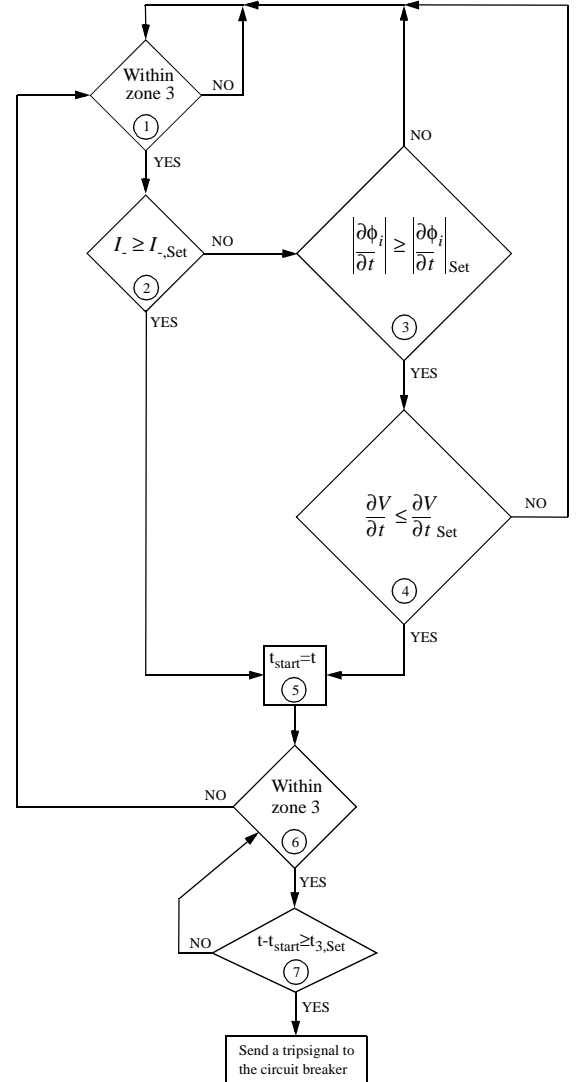 Within
zone 3
NO
1
YES
I₋ ≥ I₋,Set
NO
2
YES
NO
|∂ϕᵢ/∂t| ≥ |∂ϕᵢ/∂t|Set
3
YES
∂V/∂t ≤ ∂V/∂t Set
NO
4
YES
tstart=t
5
Within
zone 3
NO
6
YES
t-tstart≥t3,Set
NO
7
YES
Send a tripsignal to
the circuit breaker